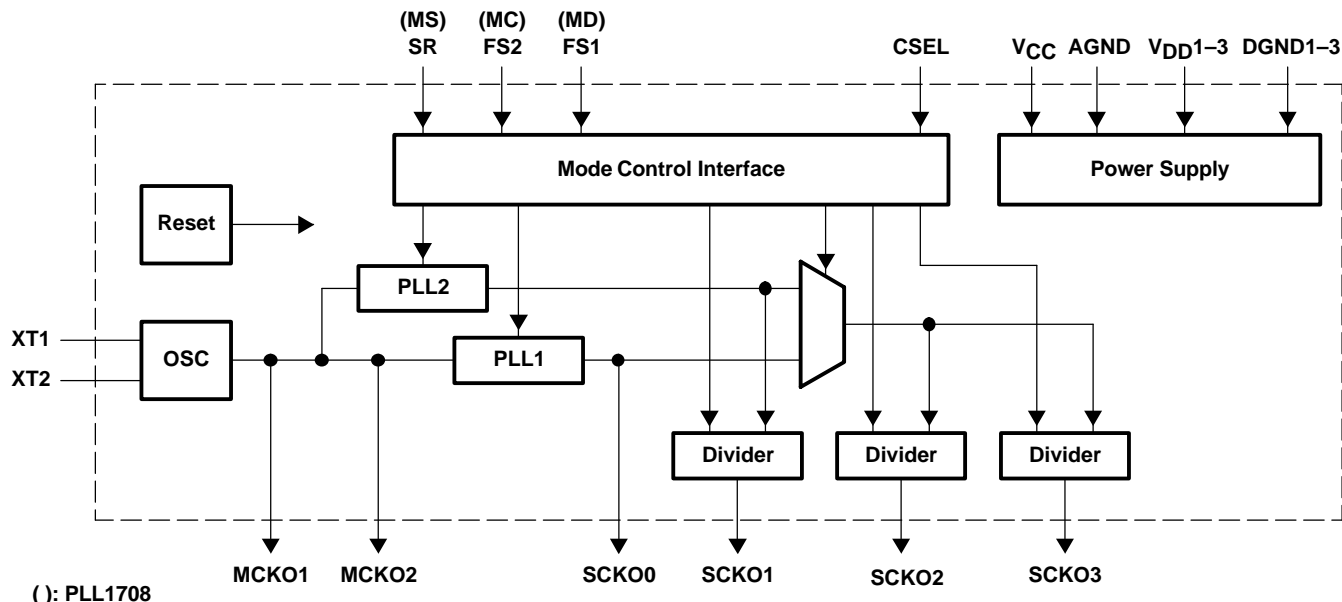 (MS) (MC) (MD)
SR FS2 FS1 CSEL VCC AGND VDD1–3 DGND1–3
Mode Control Interface
Power Supply
Reset
PLL2
XT1
OSC
PLL1
XT2
Divider Divider Divider
MCKO1 MCKO2 SCKO0 SCKO1 SCKO2 SCKO3
( ): PLL1708